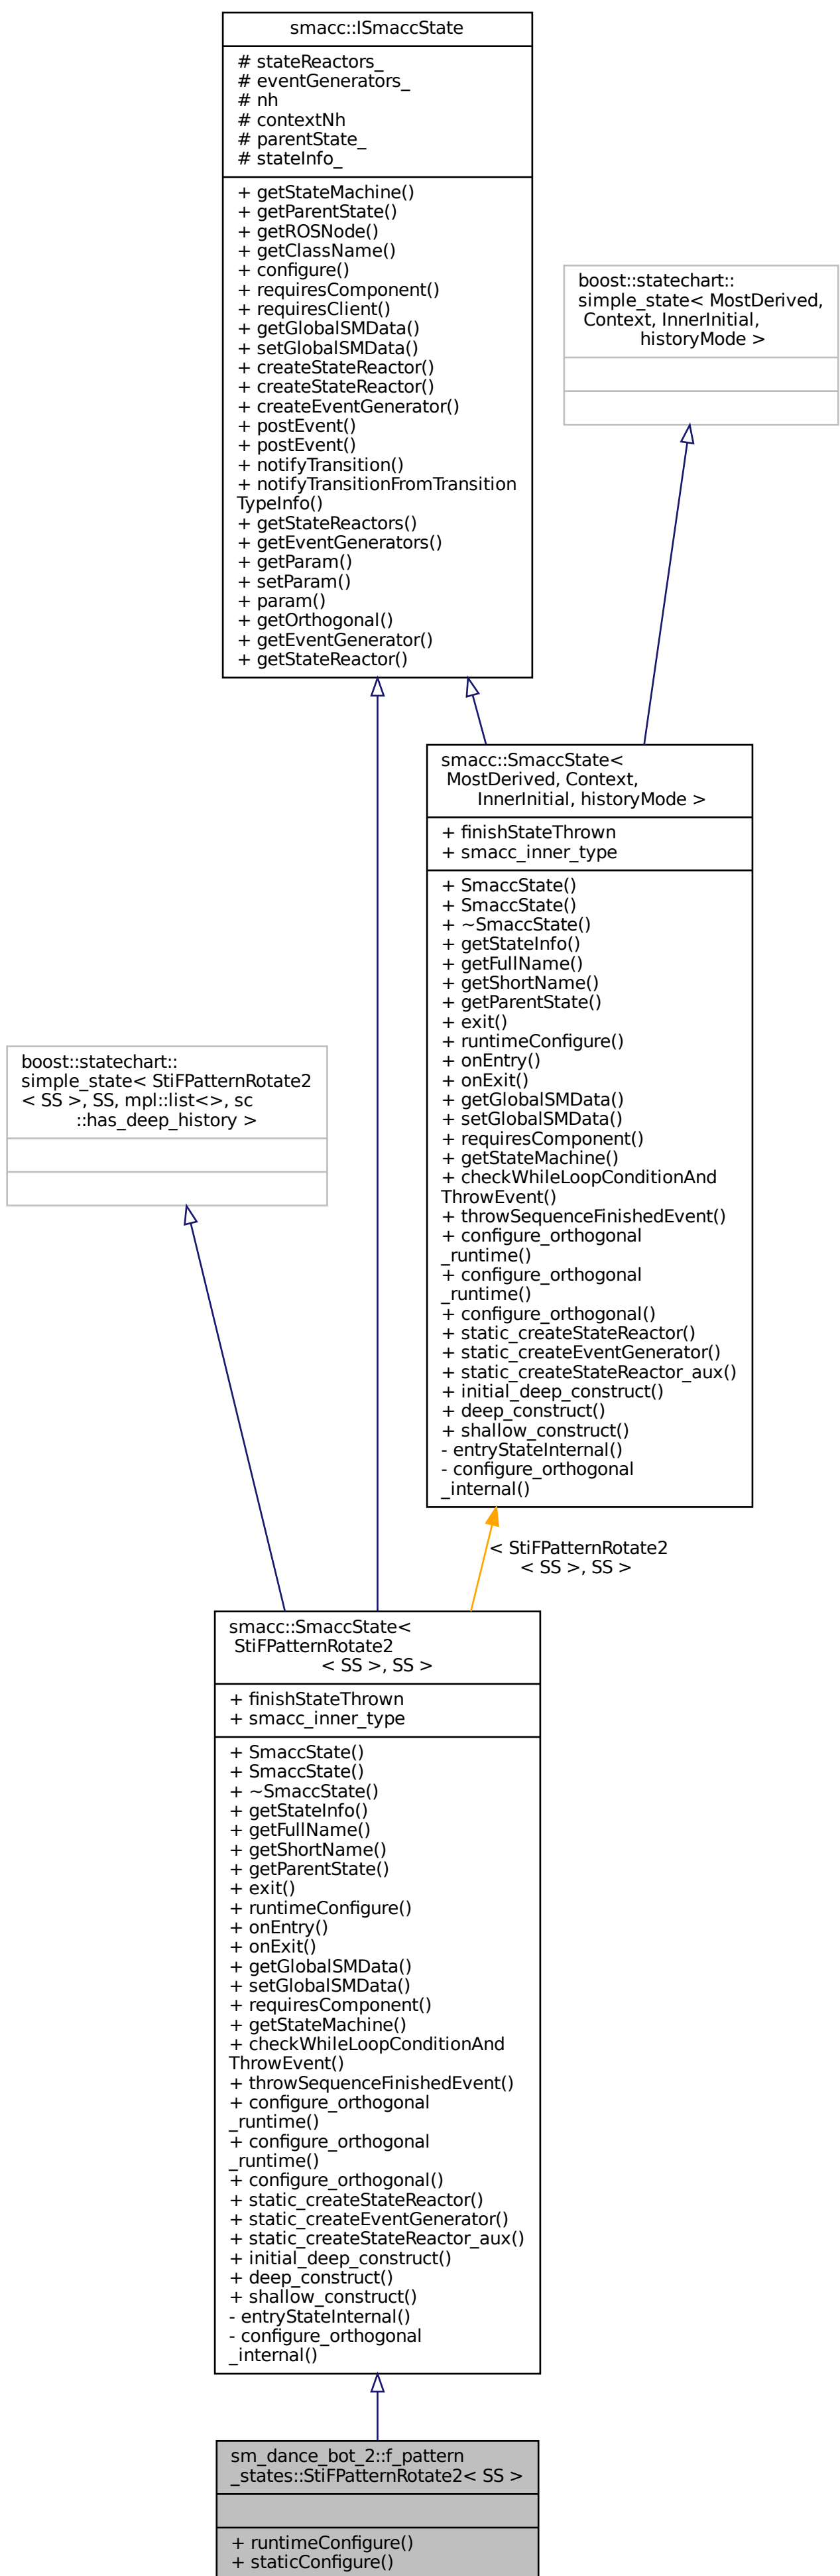 smacc::ISmaccState
# stateReactors_
# eventGenerators_
# nh
# contextNh
# parentState_
# stateInfo_
+ getStateMachine()
+ getParentState()
+ getROSNode()
+ getClassName()
+ configure()
+ requiresComponent()
+ requiresClient()
+ getGlobalSMData()
+ setGlobalSMData()
+ createStateReactor()
+ createStateReactor()
+ createEventGenerator()
+ postEvent()
+ postEvent()
+ notifyTransition()
+ notifyTransitionFromTransition
TypeInfo()
+ getStateReactors()
+ getEventGenerators()
+ getParam()
+ setParam()
+ param()
+ getOrthogonal()
+ getEventGenerator()
+ getStateReactor()
boost::statechart::
simple_state< MostDerived,
Context, InnerInitial,
historyMode >
smacc::SmaccState<
MostDerived, Context,
InnerInitial, historyMode >
+ finishStateThrown
+ smacc_inner_type
+ SmaccState()
+ SmaccState()
+ ~SmaccState()
+ getStateInfo()
+ getFullName()
+ getShortName()
+ getParentState()
+ exit()
+ runtimeConfigure()
+ onEntry()
+ onExit()
+ getGlobalSMData()
+ setGlobalSMData()
+ requiresComponent()
+ getStateMachine()
+ checkWhileLoopConditionAnd
ThrowEvent()
+ throwSequenceFinishedEvent()
+ configure_orthogonal
_runtime()
+ configure_orthogonal
_runtime()
+ configure_orthogonal()
+ static_createStateReactor()
+ static_createEventGenerator()
+ static_createStateReactor_aux()
+ initial_deep_construct()
+ deep_construct()
+ shallow_construct()
- entryStateInternal()
- configure_orthogonal
_internal()
boost::statechart::
simple_state< StiFPatternRotate2
< SS >, SS, mpl::list<>, sc
::has_deep_history >
< StiFPatternRotate2
< SS >, SS >
smacc::SmaccState<
StiFPatternRotate2
< SS >, SS >
+ finishStateThrown
+ smacc_inner_type
+ SmaccState()
+ SmaccState()
+ ~SmaccState()
+ getStateInfo()
+ getFullName()
+ getShortName()
+ getParentState()
+ exit()
+ runtimeConfigure()
+ onEntry()
+ onExit()
+ getGlobalSMData()
+ setGlobalSMData()
+ requiresComponent()
+ getStateMachine()
+ checkWhileLoopConditionAnd
ThrowEvent()
+ throwSequenceFinishedEvent()
+ configure_orthogonal
_runtime()
+ configure_orthogonal
_runtime()
+ configure_orthogonal()
+ static_createStateReactor()
+ static_createEventGenerator()
+ static_createStateReactor_aux()
+ initial_deep_construct()
+ deep_construct()
+ shallow_construct()
- entryStateInternal()
- configure_orthogonal
_internal()
sm_dance_bot_2::f_pattern
_states::StiFPatternRotate2< SS >
+ runtimeConfigure()
+ staticConfigure()